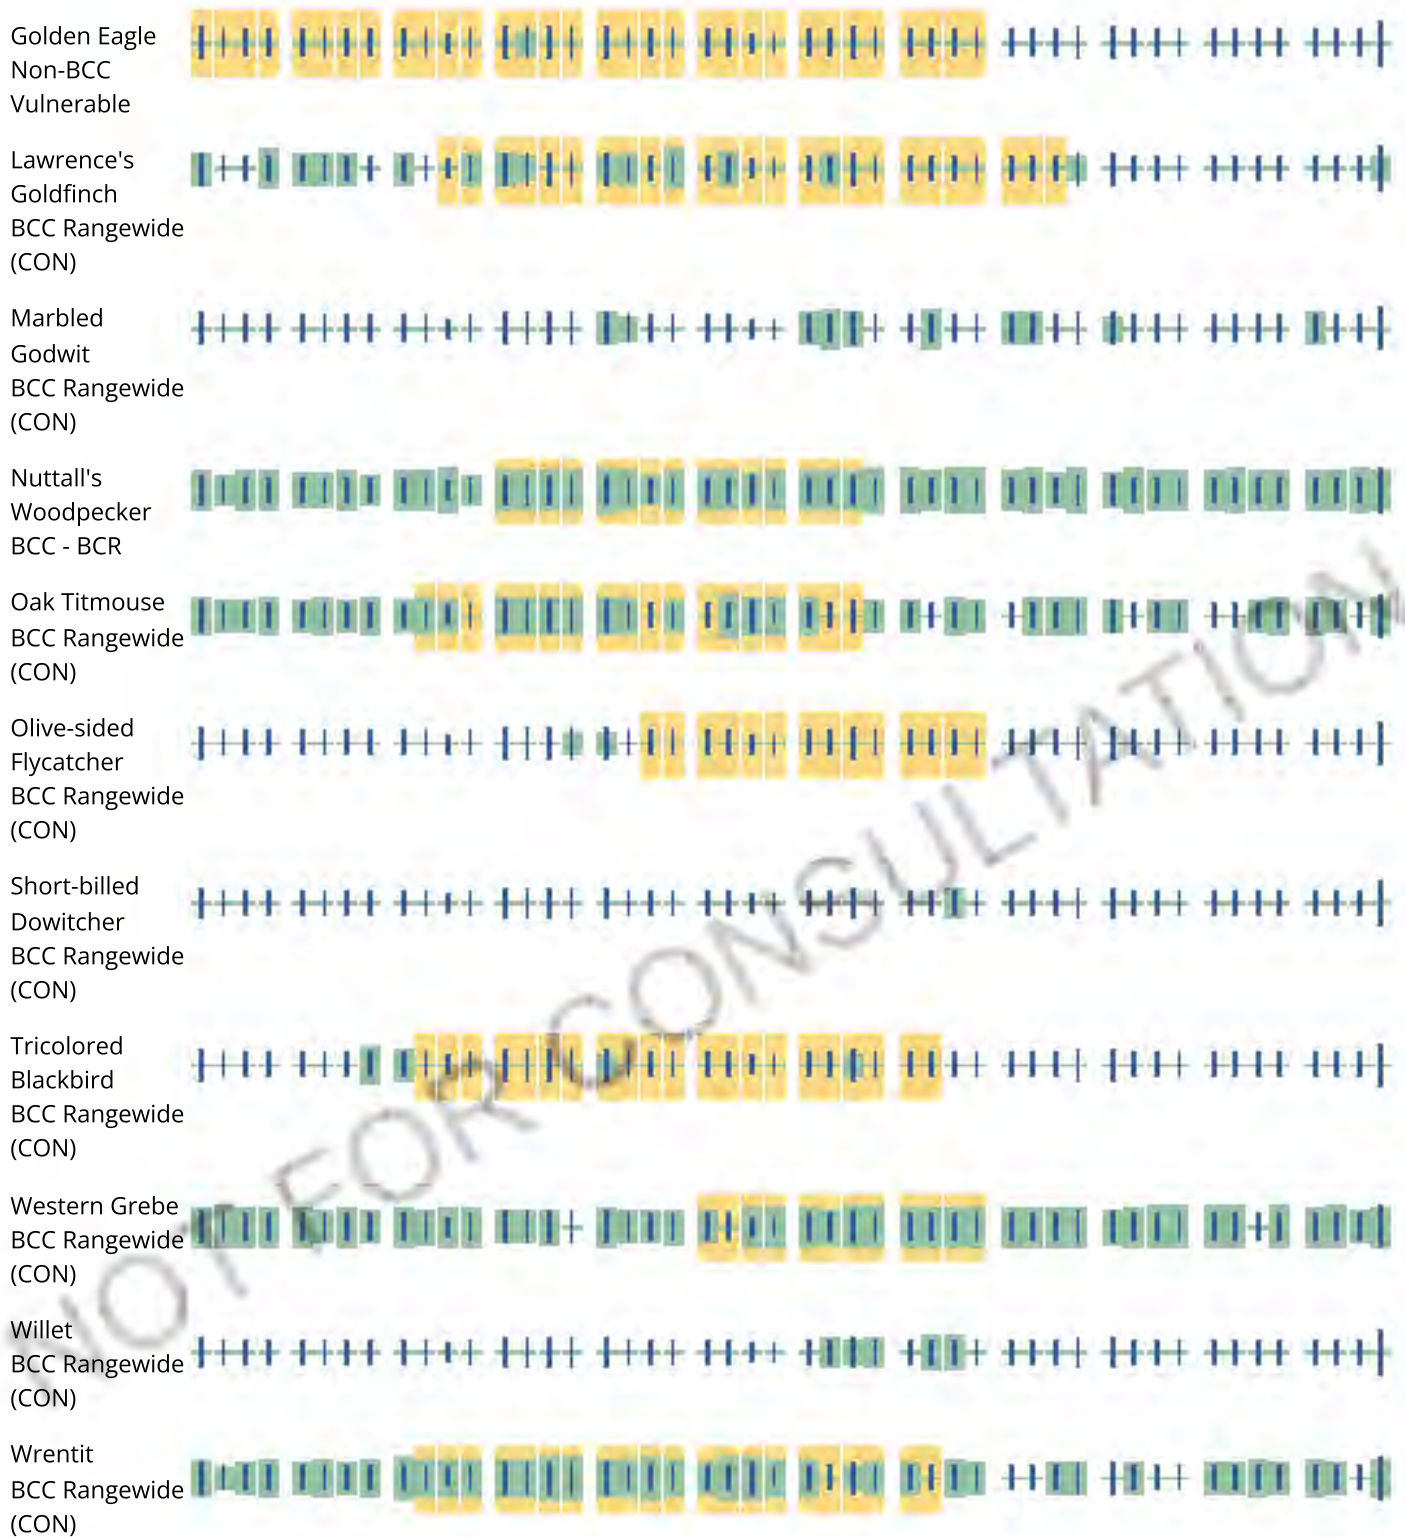 Golden Eagle
Non-BCC
Vulnerable
Lawrence's
Goldfinch
BCC Rangewide
(CON)
Marbled
Godwit
BCC Rangewide
(CON)
Nuttall's
Woodpecker
BCC - BCR
Oak Titmouse
BCC Rangewide
(CON)
Olive-sided
Flycatcher
BCC Rangewide
(CON)
Short-billed
Dowitcher
BCC Rangewide
(CON)
Tricolored
Blackbird
BCC Rangewide
(CON)
Western Grebe
BCC Rangewide
(CON)
Willet
BCC Rangewide
(CON)
Wrentit
BCC Rangewide
(CON)
NOT FOR CONSULTATION